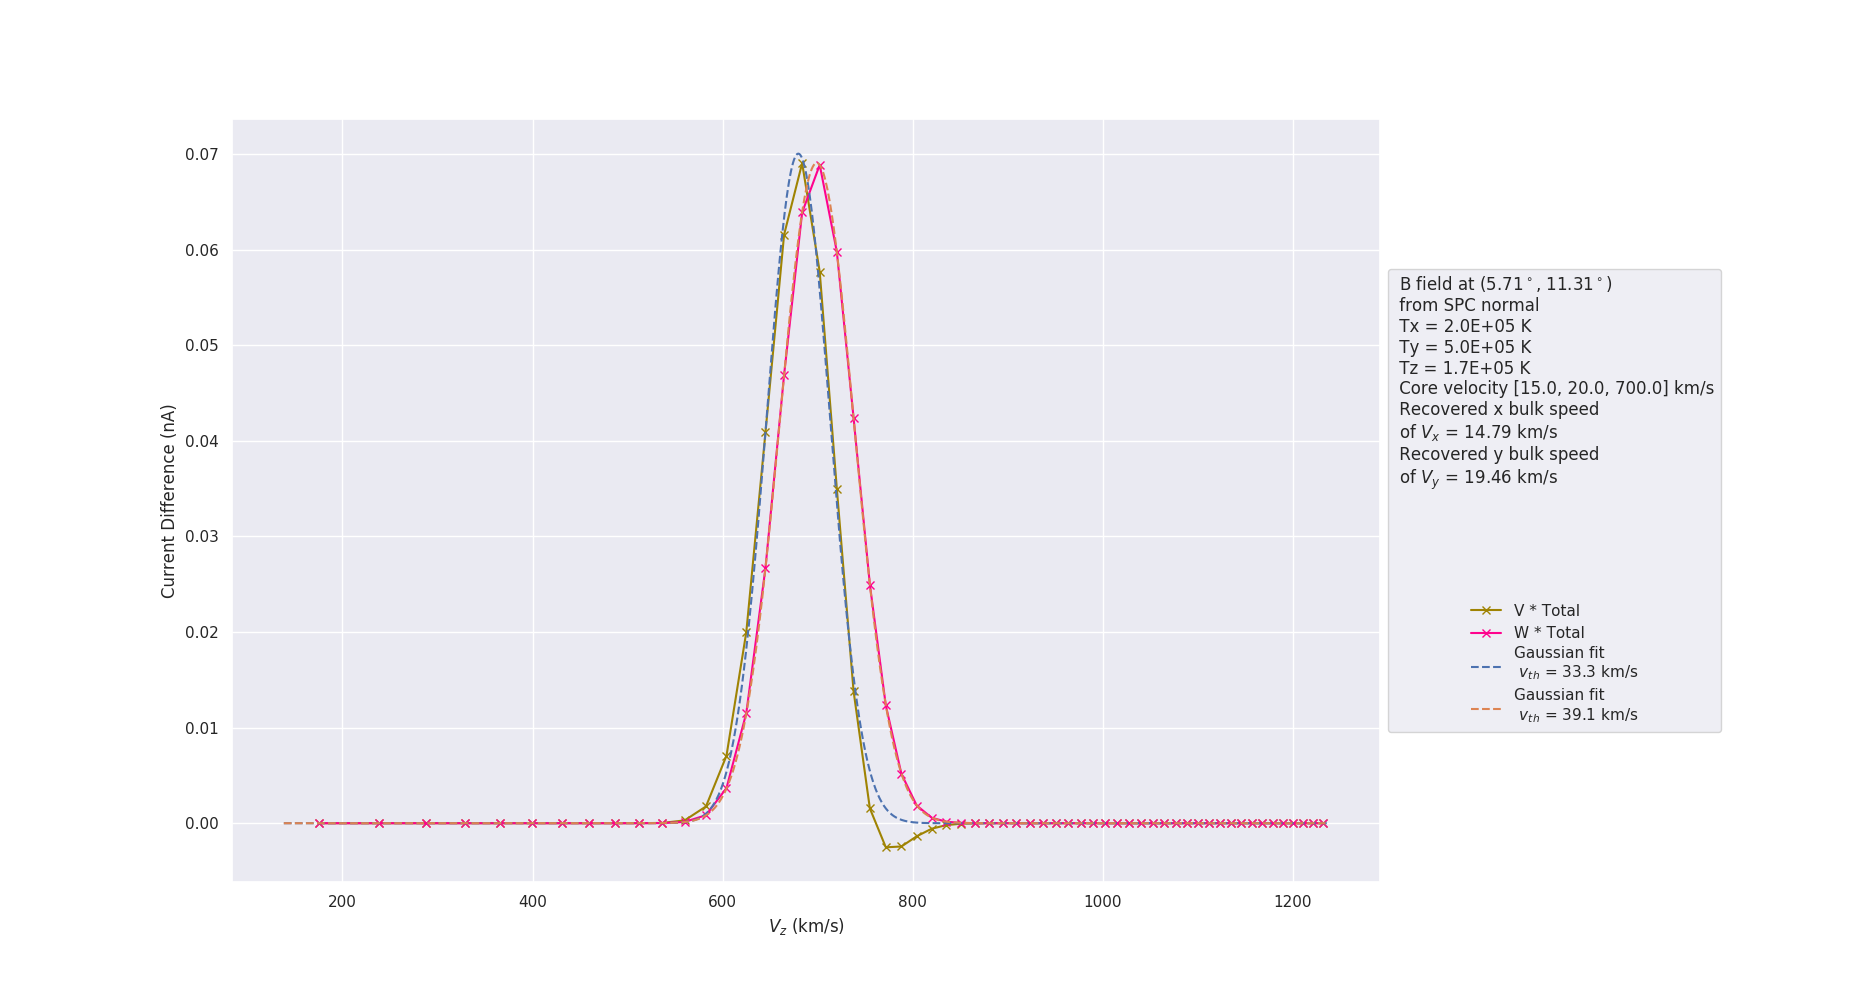 0.07
0.06
0.05
0.04
0.03
0.02
0.01
0.00
Current Difference (nA)
200 400 600 800 1000 1200
V_z (km/s)
B field at (5.71°, 11.31°)
from SPC normal
Tx = 2.0E+05 K
Ty = 5.0E+05 K
Tz = 1.7E+05 K
Core velocity [15.0, 20.0, 700.0] km/s
Recovered x bulk speed
of V_x = 14.79 km/s
Recovered y bulk speed
of V_y = 19.46 km/s
V * Total
W * Total
Gaussian fit
v_th = 33.3 km/s
Gaussian fit
v_th = 39.1 km/s